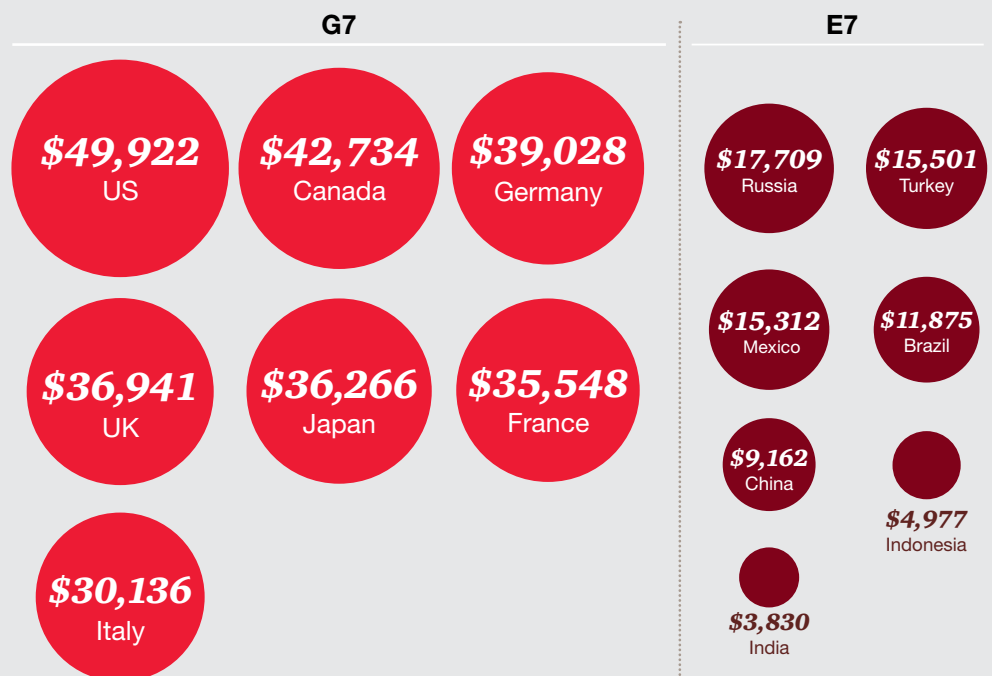 G7
$49,922
US
$42,734
Canada
$39,028
Germany
$36,941
UK
$36,266
Japan
$35,548
France
$30,136
Italy
E7
$17,709
Russia
$15,501
Turkey
$15,312
Mexico
$11,875
Brazil
$9,162
China
$4,977
Indonesia
$3,830
India